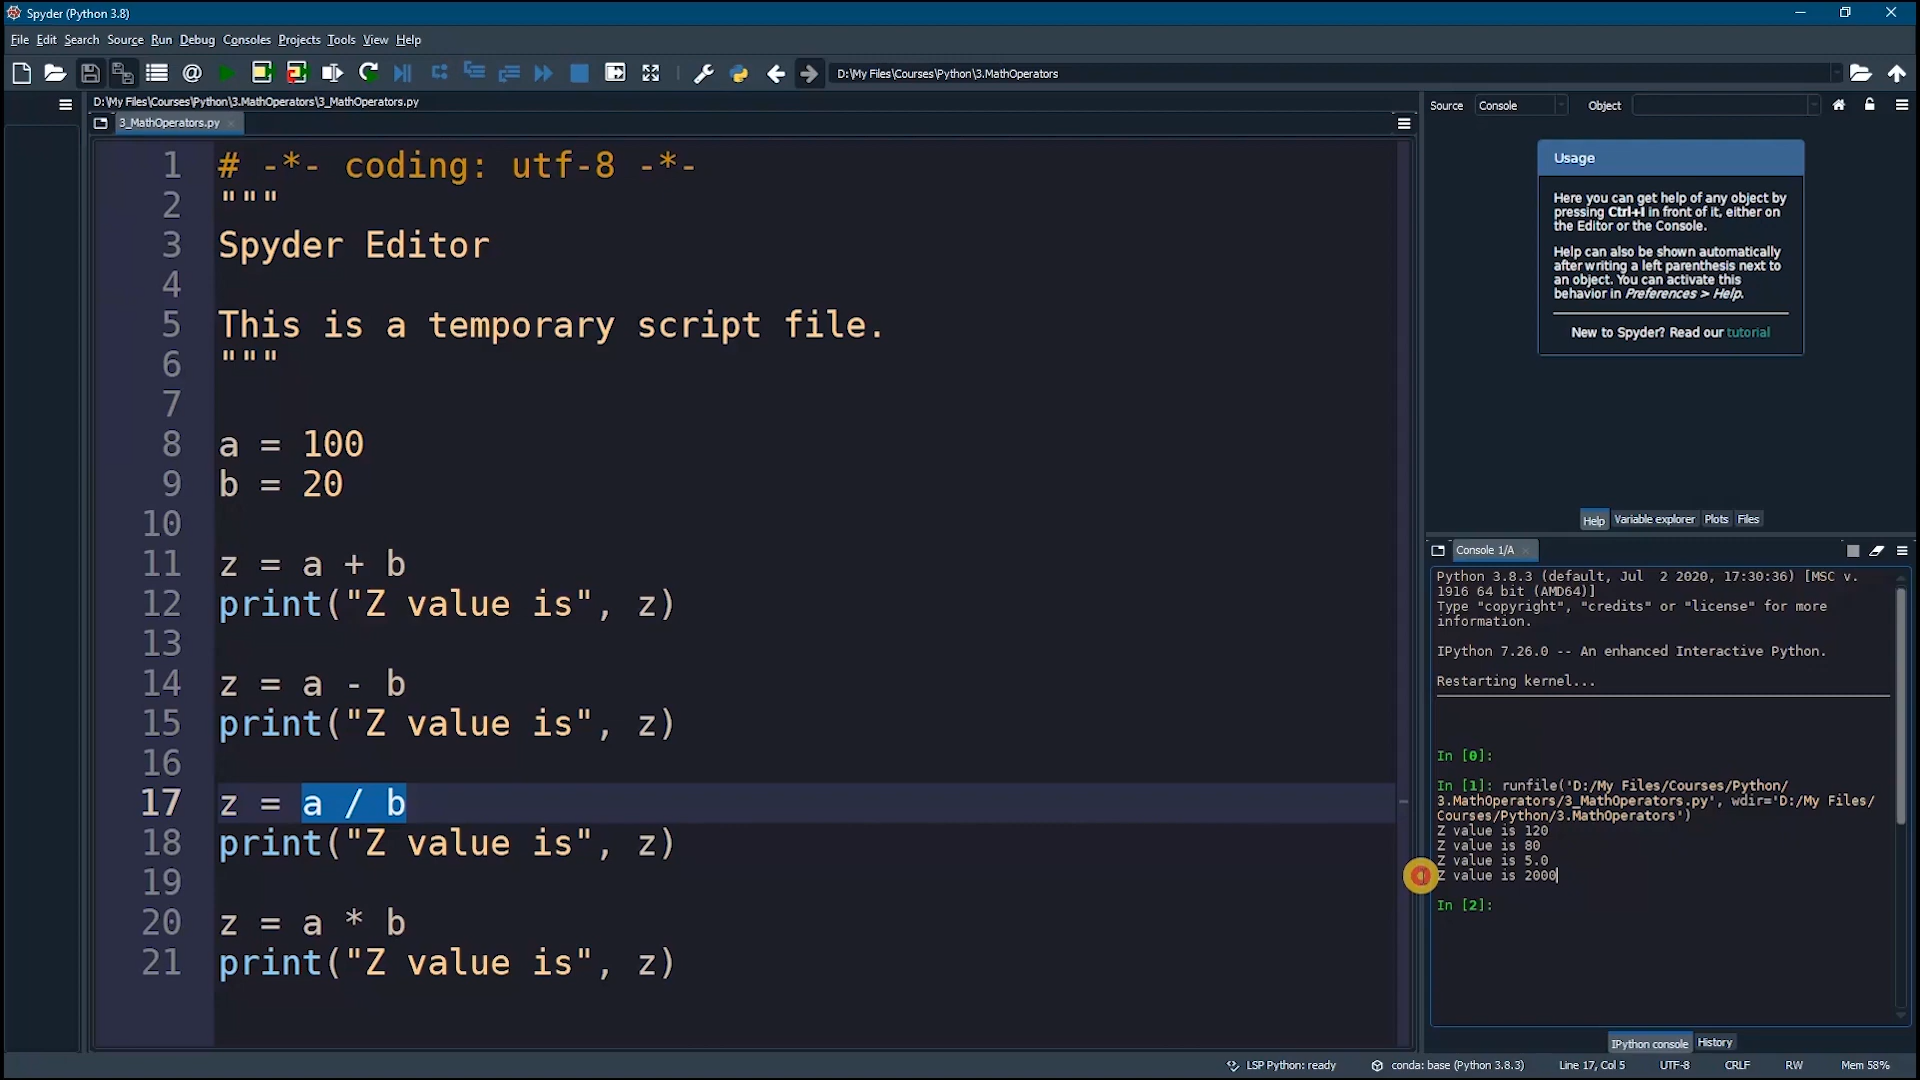 Spyder (Python 3.8)
File Edit Search Source Run Debug Consoles Projects Tools View Help
D:\My Files\Courses\Python\3.MathOperators
D:\My Files\Courses\Python\3.MathOperators\3_MathOperators.py
3_MathOperators.py
1 # -*- coding: utf-8 -*-
2 """
3 Spyder Editor
4
5 This is a temporary script file.
6 """
7
8 a = 100
9 b = 20
10
11 z = a + b
12 print("Z value is", z)
13
14 z = a - b
15 print("Z value is", z)
16
17 z = a / b
18 print("Z value is", z)
19
20 z = a * b
21 print("Z value is", z)
Source Console Object
Usage
Here you can get help of any object by
pressing Ctrl+I in front of it, either on
the Editor or the Console.
Help can also be shown automatically
after writing a left parenthesis next to
an object. You can activate this
behavior in Preferences > Help.
New to Spyder? Read our tutorial
Help Variable explorer Plots Files
Console 1/A
Python 3.8.3 (default, Jul  2 2020, 17:30:36) [MSC v.
1916 64 bit (AMD64)]
Type "copyright", "credits" or "license" for more
information.
IPython 7.26.0 -- An enhanced Interactive Python.
Restarting kernel...
In [0]:
In [1]: runfile('D:/My Files/Courses/Python/
3.MathOperators/3_MathOperators.py', wdir='D:/My Files/
Courses/Python/3.MathOperators')
Z value is 120
Z value is 80
Z value is 5.0
Z value is 2000
In [2]:
IPython console History
LSP Python: ready conda: base (Python 3.8.3) Line 17, Col 5 UTF-8 CRLF RW Mem 58%